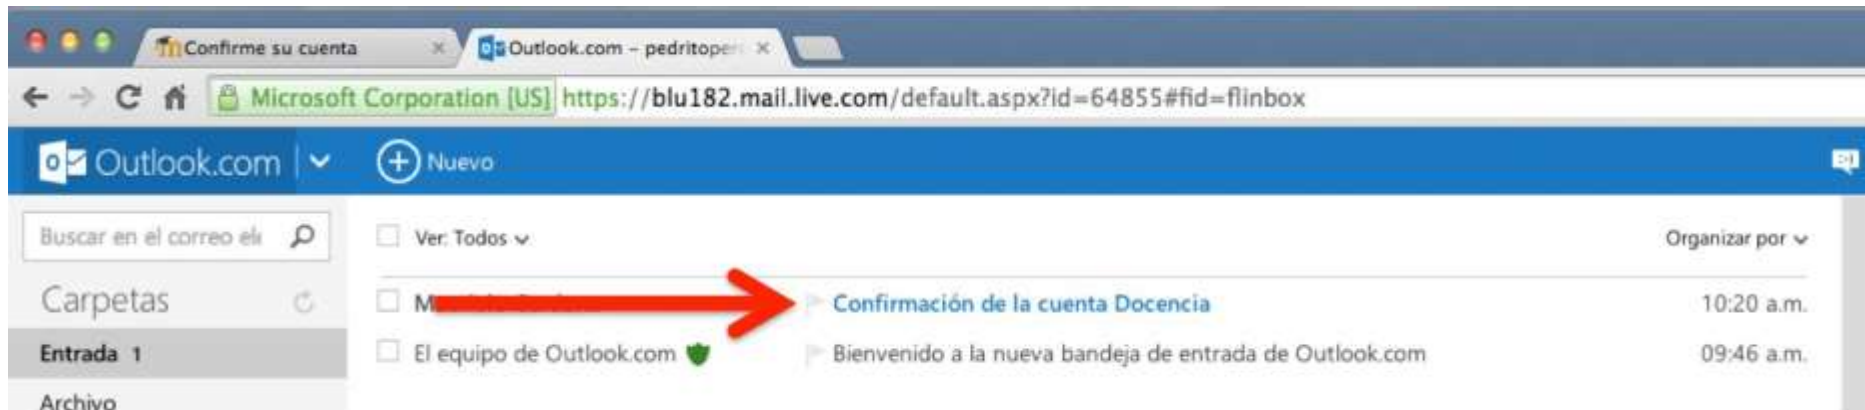 Confirme su cuenta
Outlook.com – pedritoper
Microsoft Corporation [US] https://blu182.mail.live.com/default.aspx?id=64855#fid=flinbox
Outlook.com
Nuevo
Buscar en el correo ele
Ver: Todos
Organizar por
Carpetas
Confirmación de la cuenta Docencia
10:20 a.m.
Entrada 1
El equipo de Outlook.com
Bienvenido a la nueva bandeja de entrada de Outlook.com
09:46 a.m.
Archivo